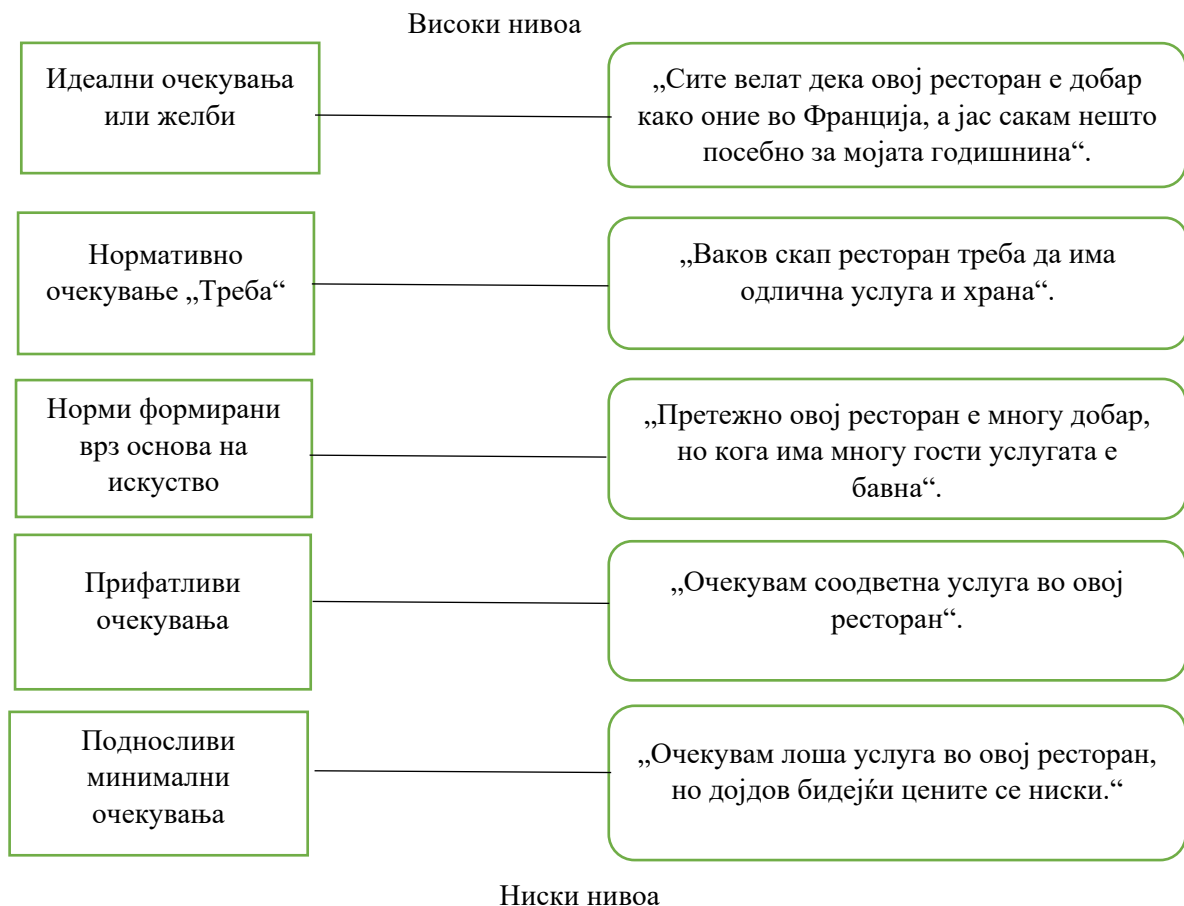 Високи нивоа
Идеални очекувања
или желби
„Сите велат дека овој ресторан е добар
како оние во Франција, а јас сакам нешто
посебно за мојата годишнина“.
Нормативно
очекување „Треба“
„Ваков скап ресторан треба да има
одлична услуга и храна“.
Норми формирани
врз основа на
искуство
„Претежно овој ресторан е многу добар,
но кога има многу гости услугата е
бавна“.
Прифатливи
очекувања
„Очекувам соодветна услуга во овој
ресторан“.
Подносливи
минимални
очекувања
„Очекувам лоша услуга во овој ресторан,
но дојдов бидејќи цените се ниски.“
Ниски нивоа